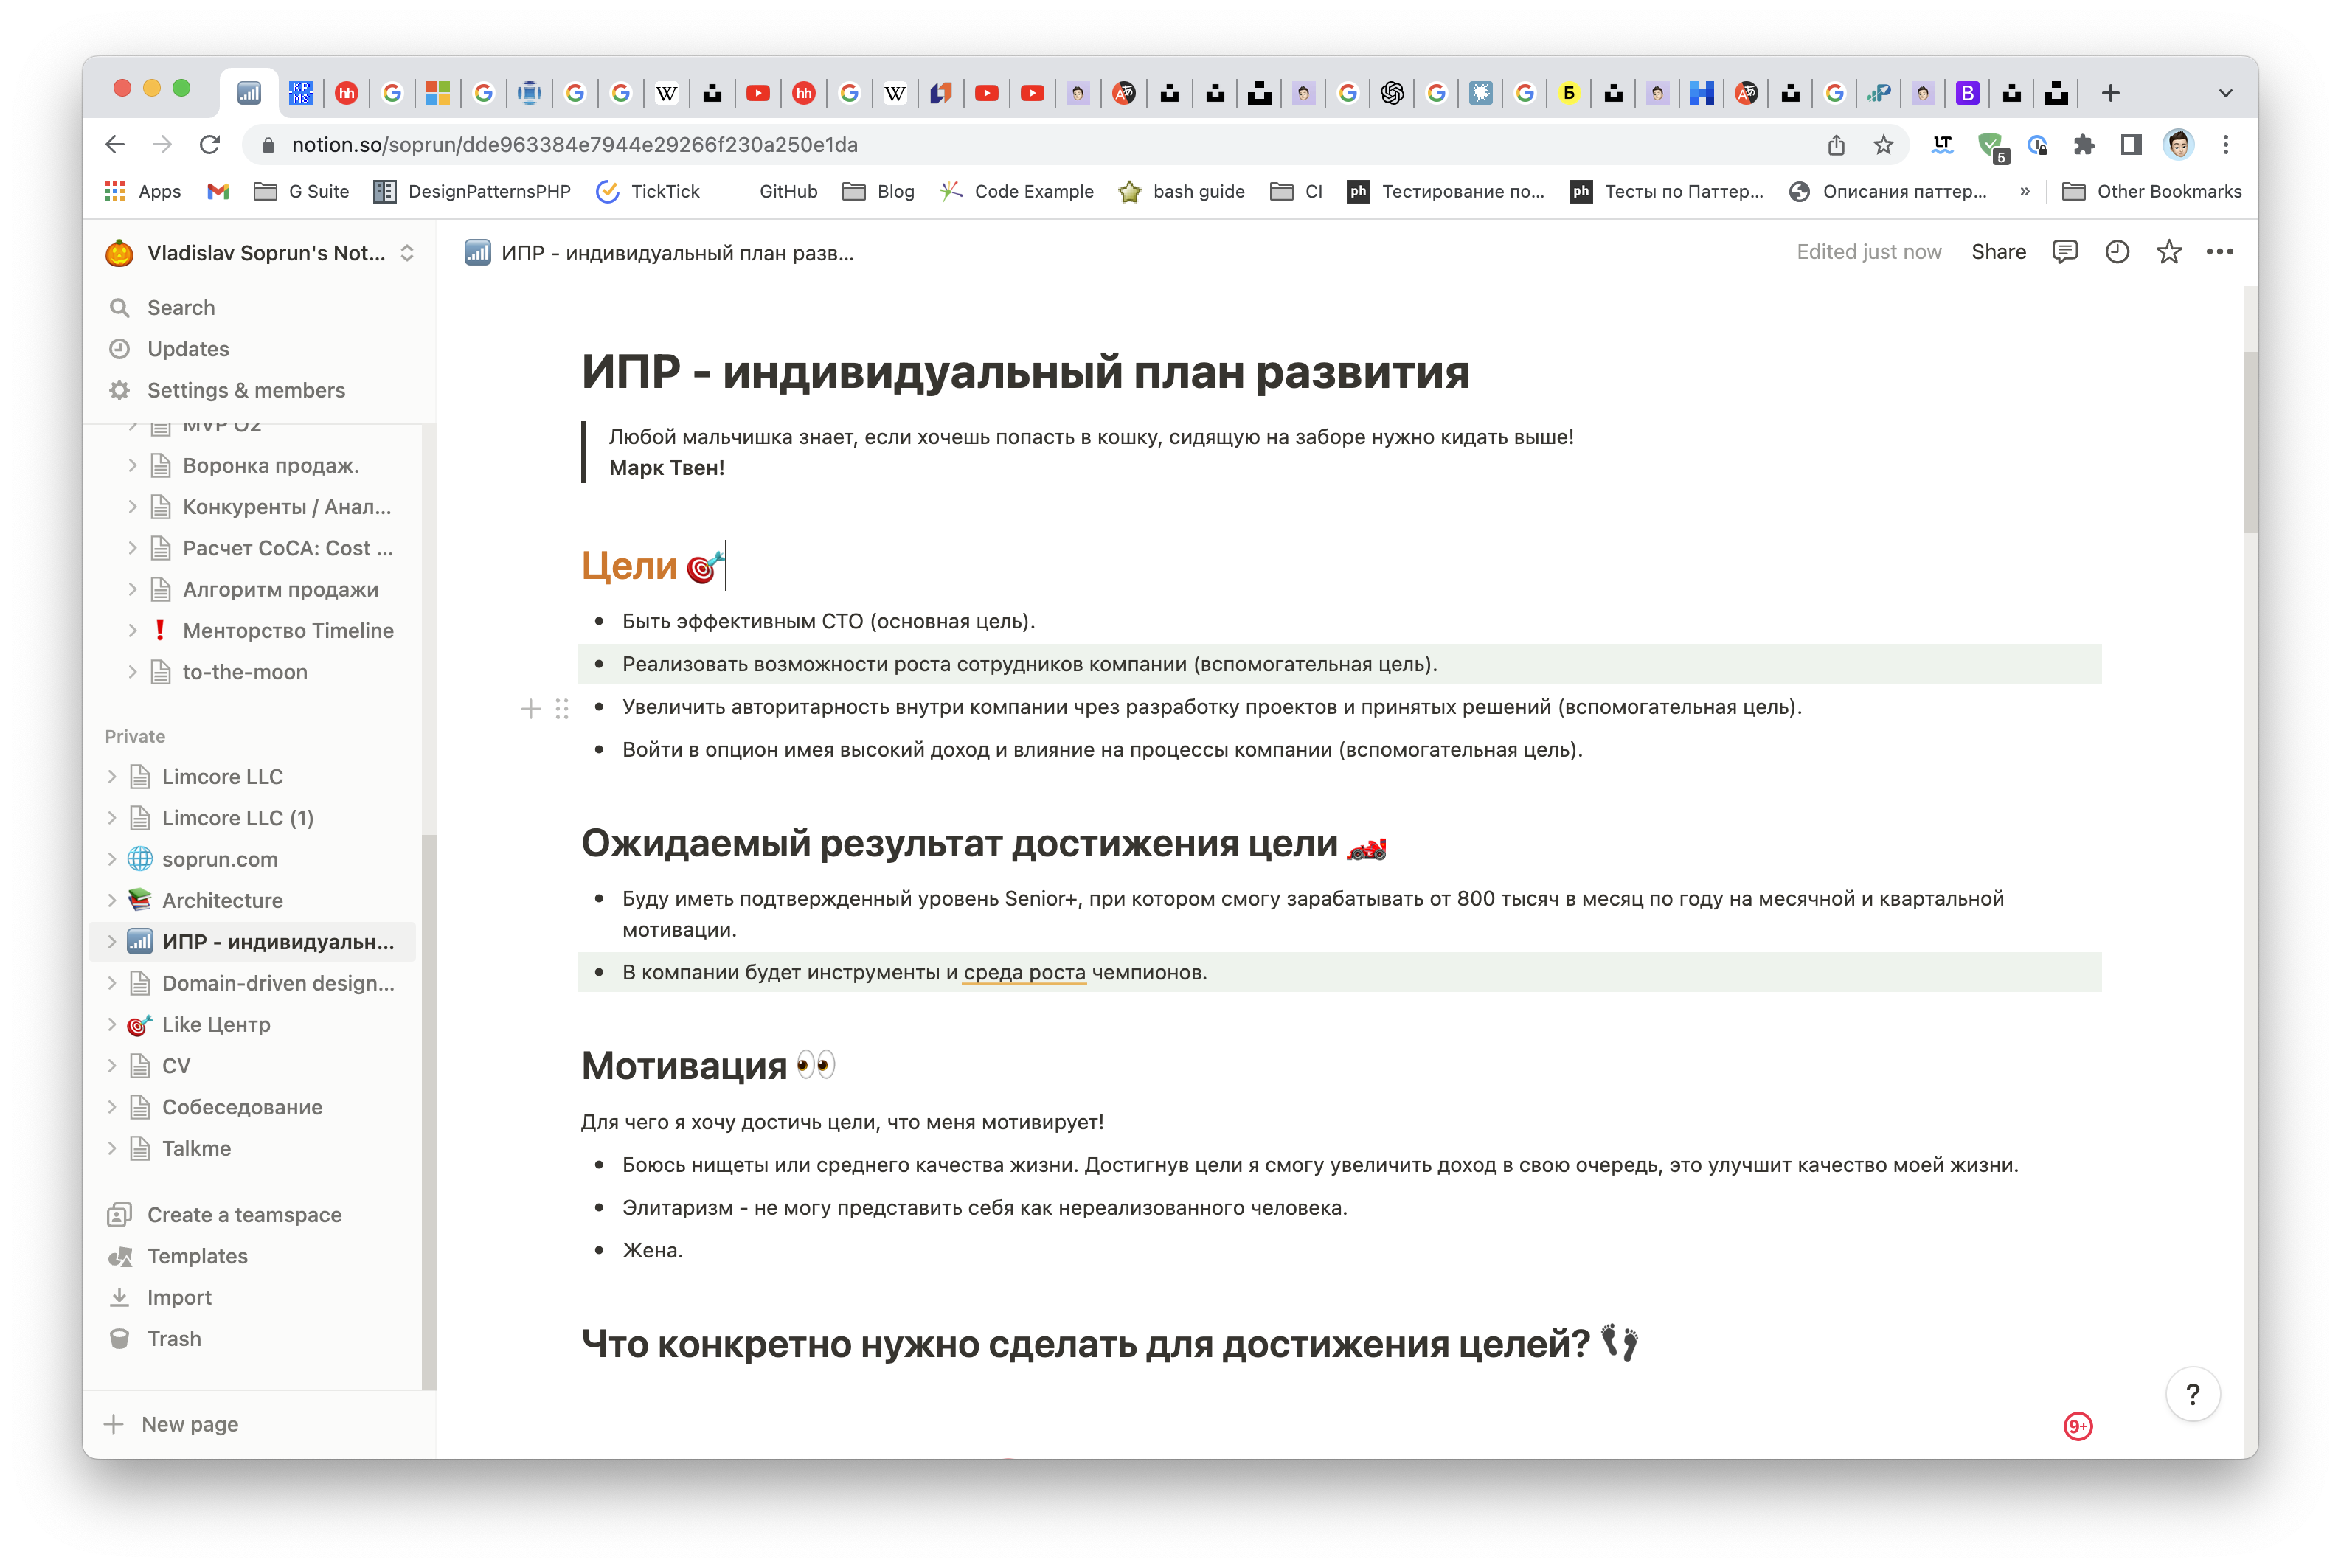 notion.so/soprun/dde963384e7944e29266f230a250e1da
5
Apps
G Suite
DesignPatternsPHP
TickTick
GitHub
Blog
Code Example
bash guide
CI
ph Тестирование по...
ph Тесты по Паттер...
Описания паттер...
»
Other Bookmarks
Vladislav Soprun's Not...
ИПР - индивидуальный план разв...
Edited just now
Share
Search
Updates
Settings & members
MVP O2
Воронка продаж.
Конкуренты / Анал...
Расчет CoCA: Cost ...
Алгоритм продажи
Менторство Timeline
to-the-moon
Private
Limcore LLC
Limcore LLC (1)
soprun.com
Architecture
ИПР - индивидуальн...
Domain-driven design...
Like Центр
CV
Собеседование
Talkme
Create a teamspace
Templates
Import
Trash
New page
ИПР - индивидуальный план развития
Любой мальчишка знает, если хочешь попасть в кошку, сидящую на заборе нужно кидать выше!
Марк Твен!
Цели
Быть эффективным СТО (основная цель).
Реализовать возможности роста сотрудников компании (вспомогательная цель).
Увеличить авторитарность внутри компании чрез разработку проектов и принятых решений (вспомогательная цель).
Войти в опцион имея высокий доход и влияние на процессы компании (вспомогательная цель).
Ожидаемый результат достижения цели
Буду иметь подтвержденный уровень Senior+, при котором смогу зарабатывать от 800 тысяч в месяц по году на месячной и квартальной
мотивации.
В компании будет инструменты и среда роста чемпионов.
Мотивация
Для чего я хочу достичь цели, что меня мотивирует!
Боюсь нищеты или среднего качества жизни. Достигнув цели я смогу увеличить доход в свою очередь, это улучшит качество моей жизни.
Элитаризм - не могу представить себя как нереализованного человека.
Жена.
Что конкретно нужно сделать для достижения целей?
?
9+